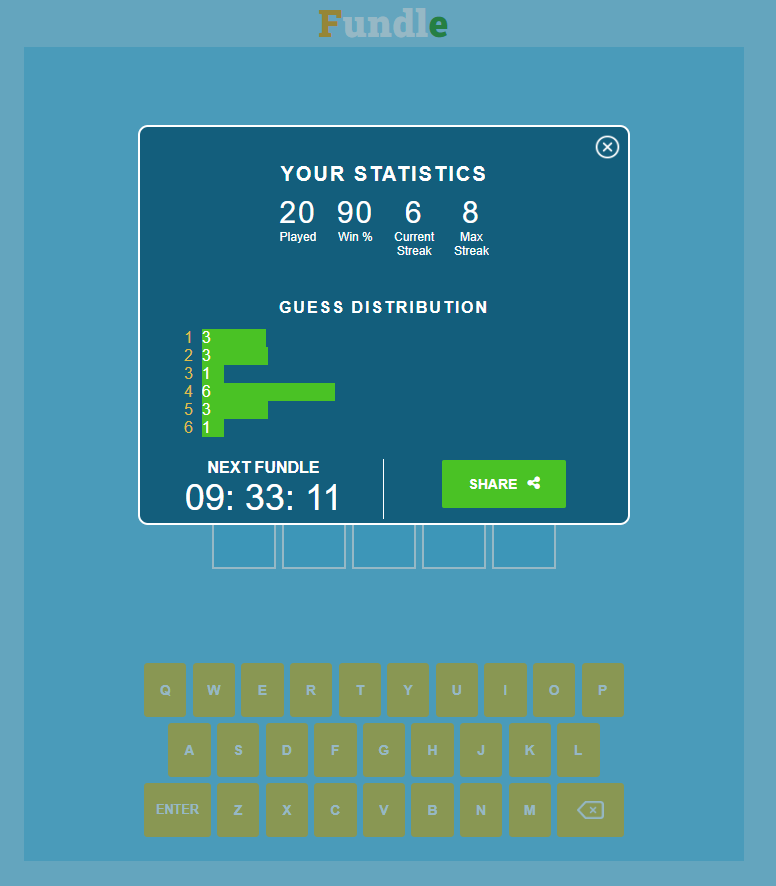 Fundle
YOUR STATISTICS
20 90 6 8
Played Win % Current Streak Max Streak
GUESS DISTRIBUTION
1 3
2 3
3 1
4 6
5 3
6 1
NEXT FUNDLE
09: 33: 11
SHARE
Q W E R T Y U I O P
A S D F G H J K L
ENTER Z X C V B N M